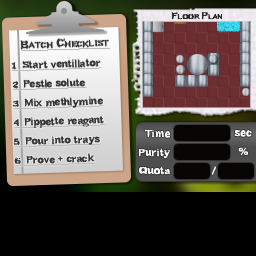 Batch Checklist
1 Start ventillator
2 Pestle solute
3 Mix methlymine
4 Pippette reagant
5 Pour into trays
6 Prove + crack
Floor Plan
Time sec
Purity %
Quota /